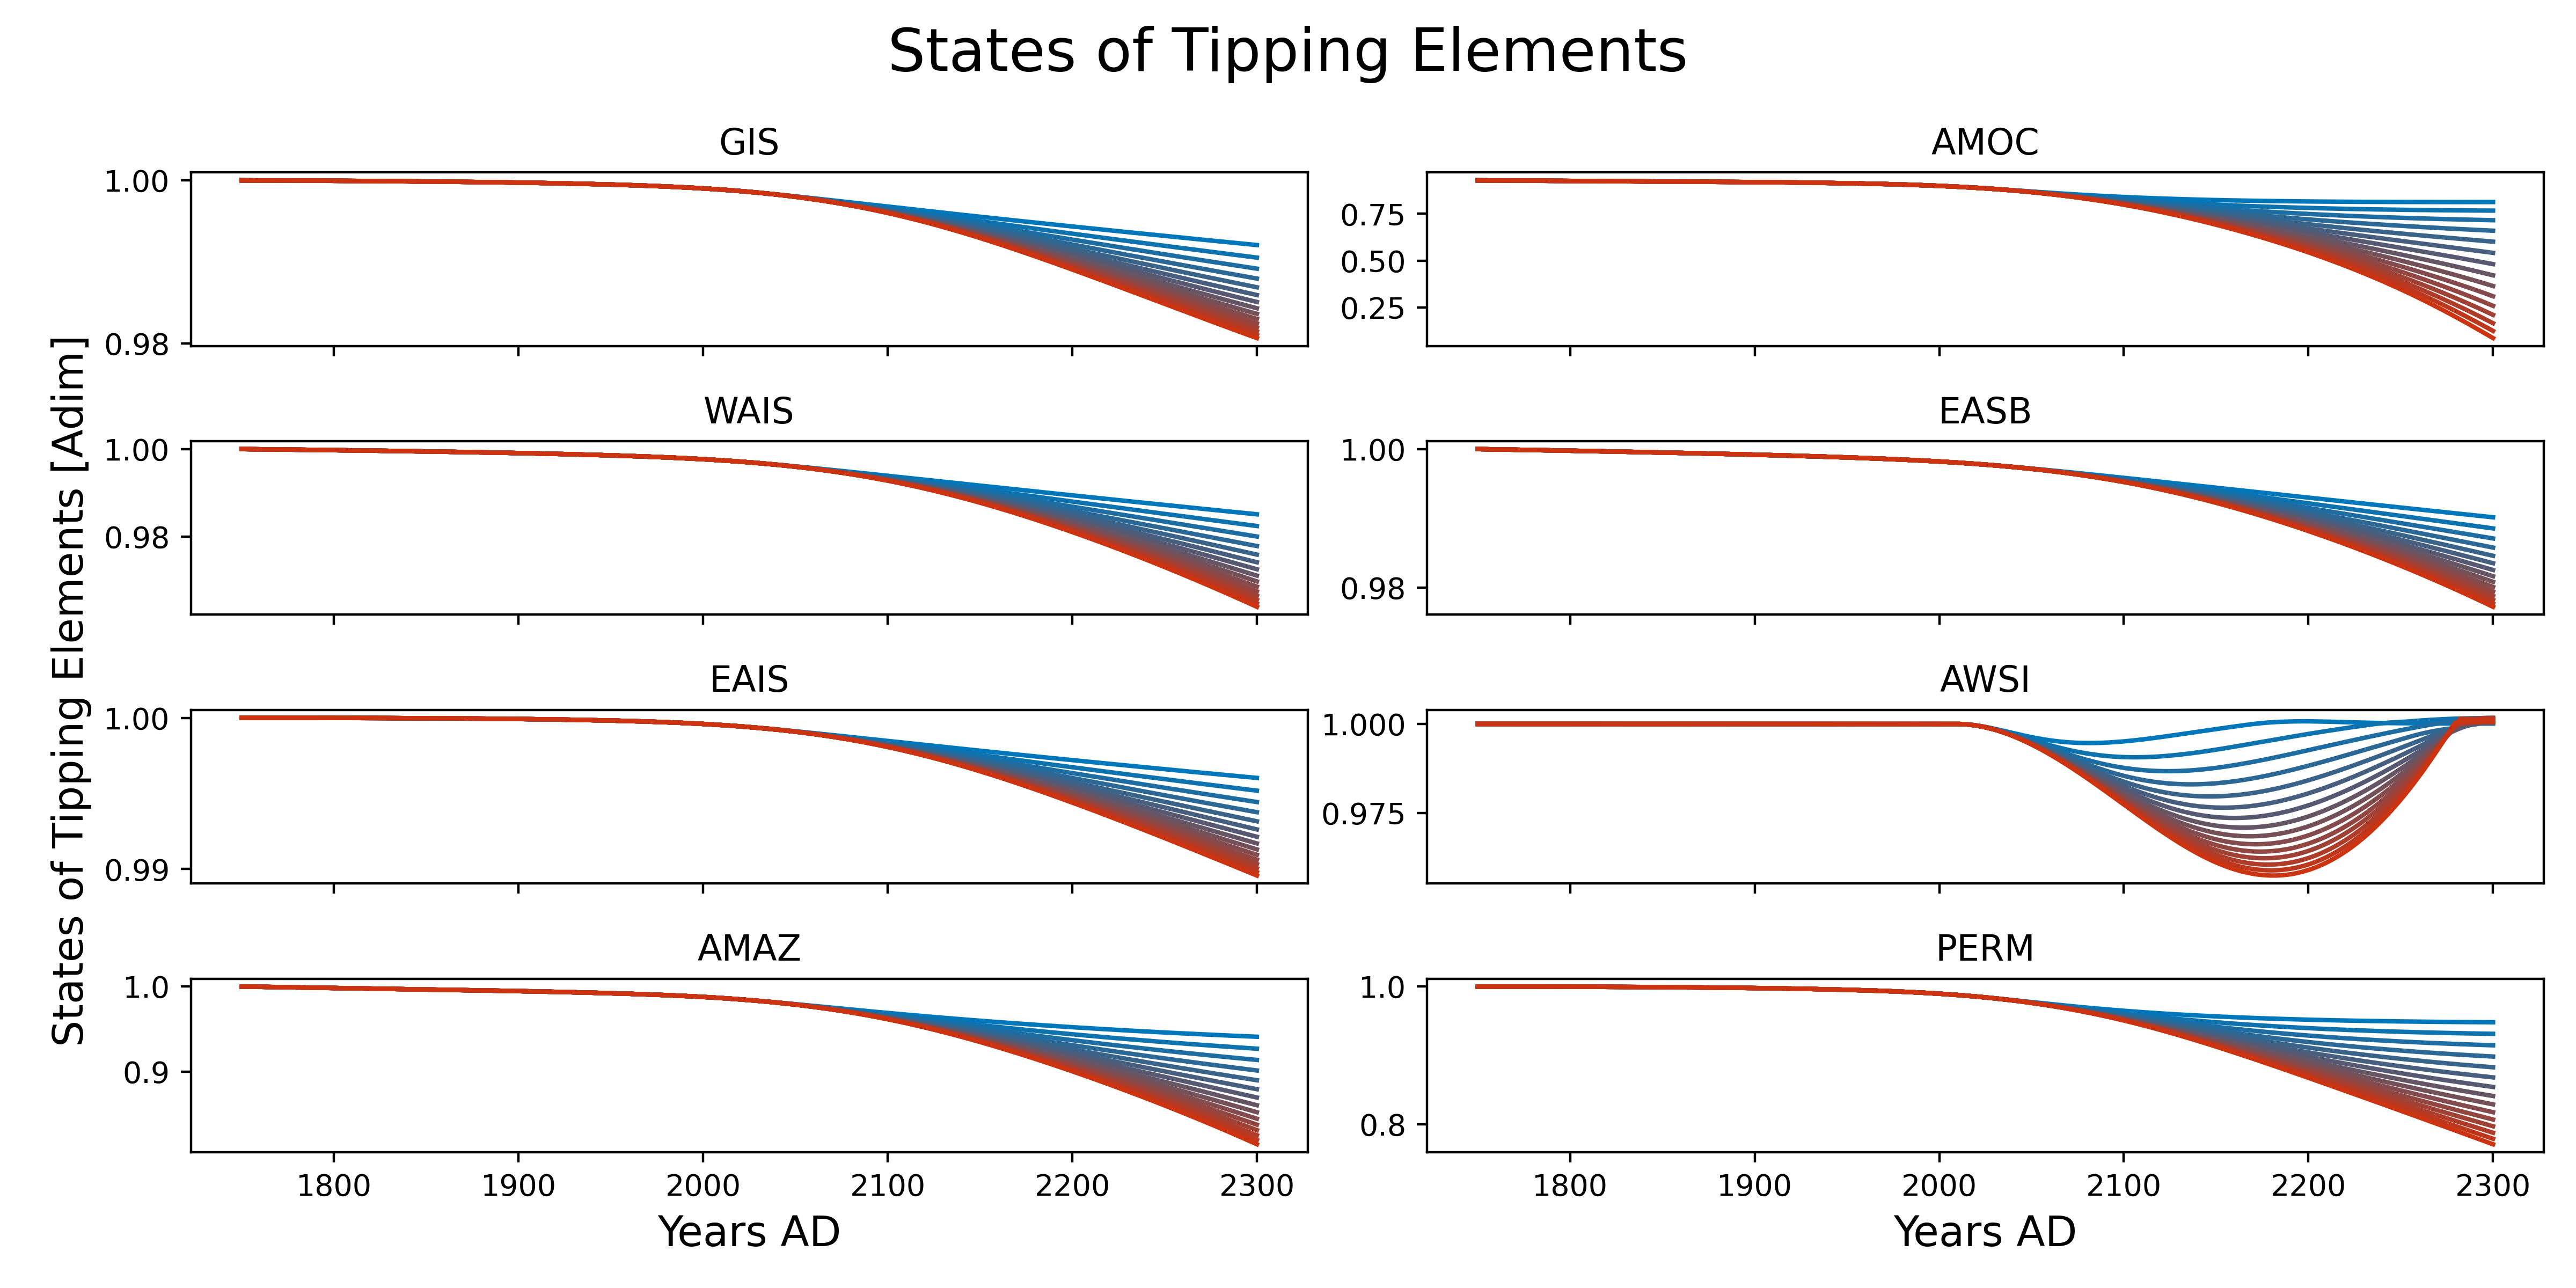 States of Tipping Elements
States of Tipping Elements [Adim]
GIS
1.00
0.98
AMOC
0.75
0.50
0.25
WAIS
1.00
0.98
EASB
1.00
0.98
EAIS
1.00
0.99
AWSI
1.000
0.975
AMAZ
1.0
0.9
1800 1900 2000 2100 2200 2300
Years AD
PERM
1.0
0.8
1800 1900 2000 2100 2200 2300
Years AD